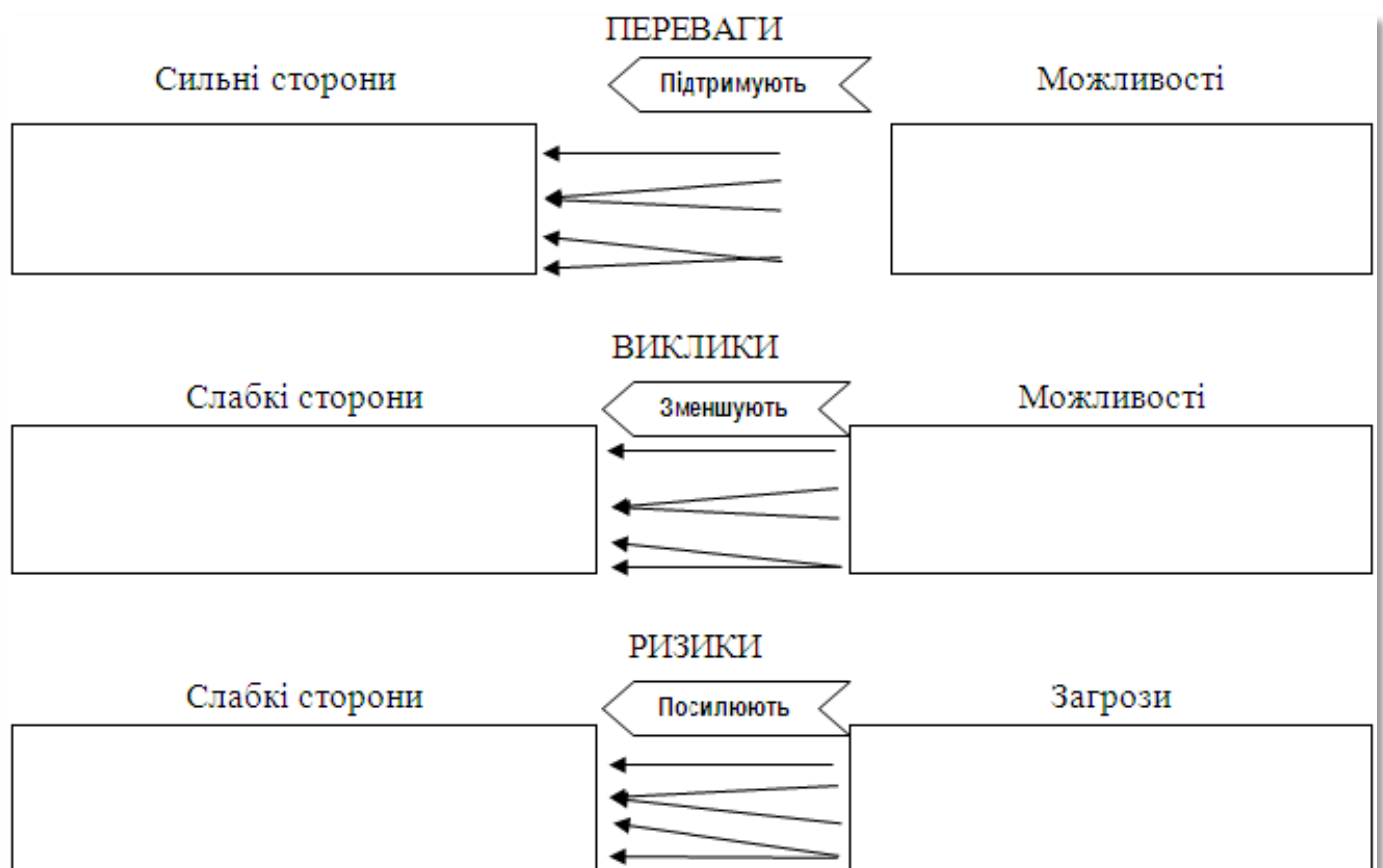 ПЕРЕВАГИ
Сильні сторони
Підтримують
Можливості
ВИКЛИКИ
Слабкі сторони
Зменшують
Можливості
РИЗИКИ
Слабкі сторони
Посилюють
Загрози